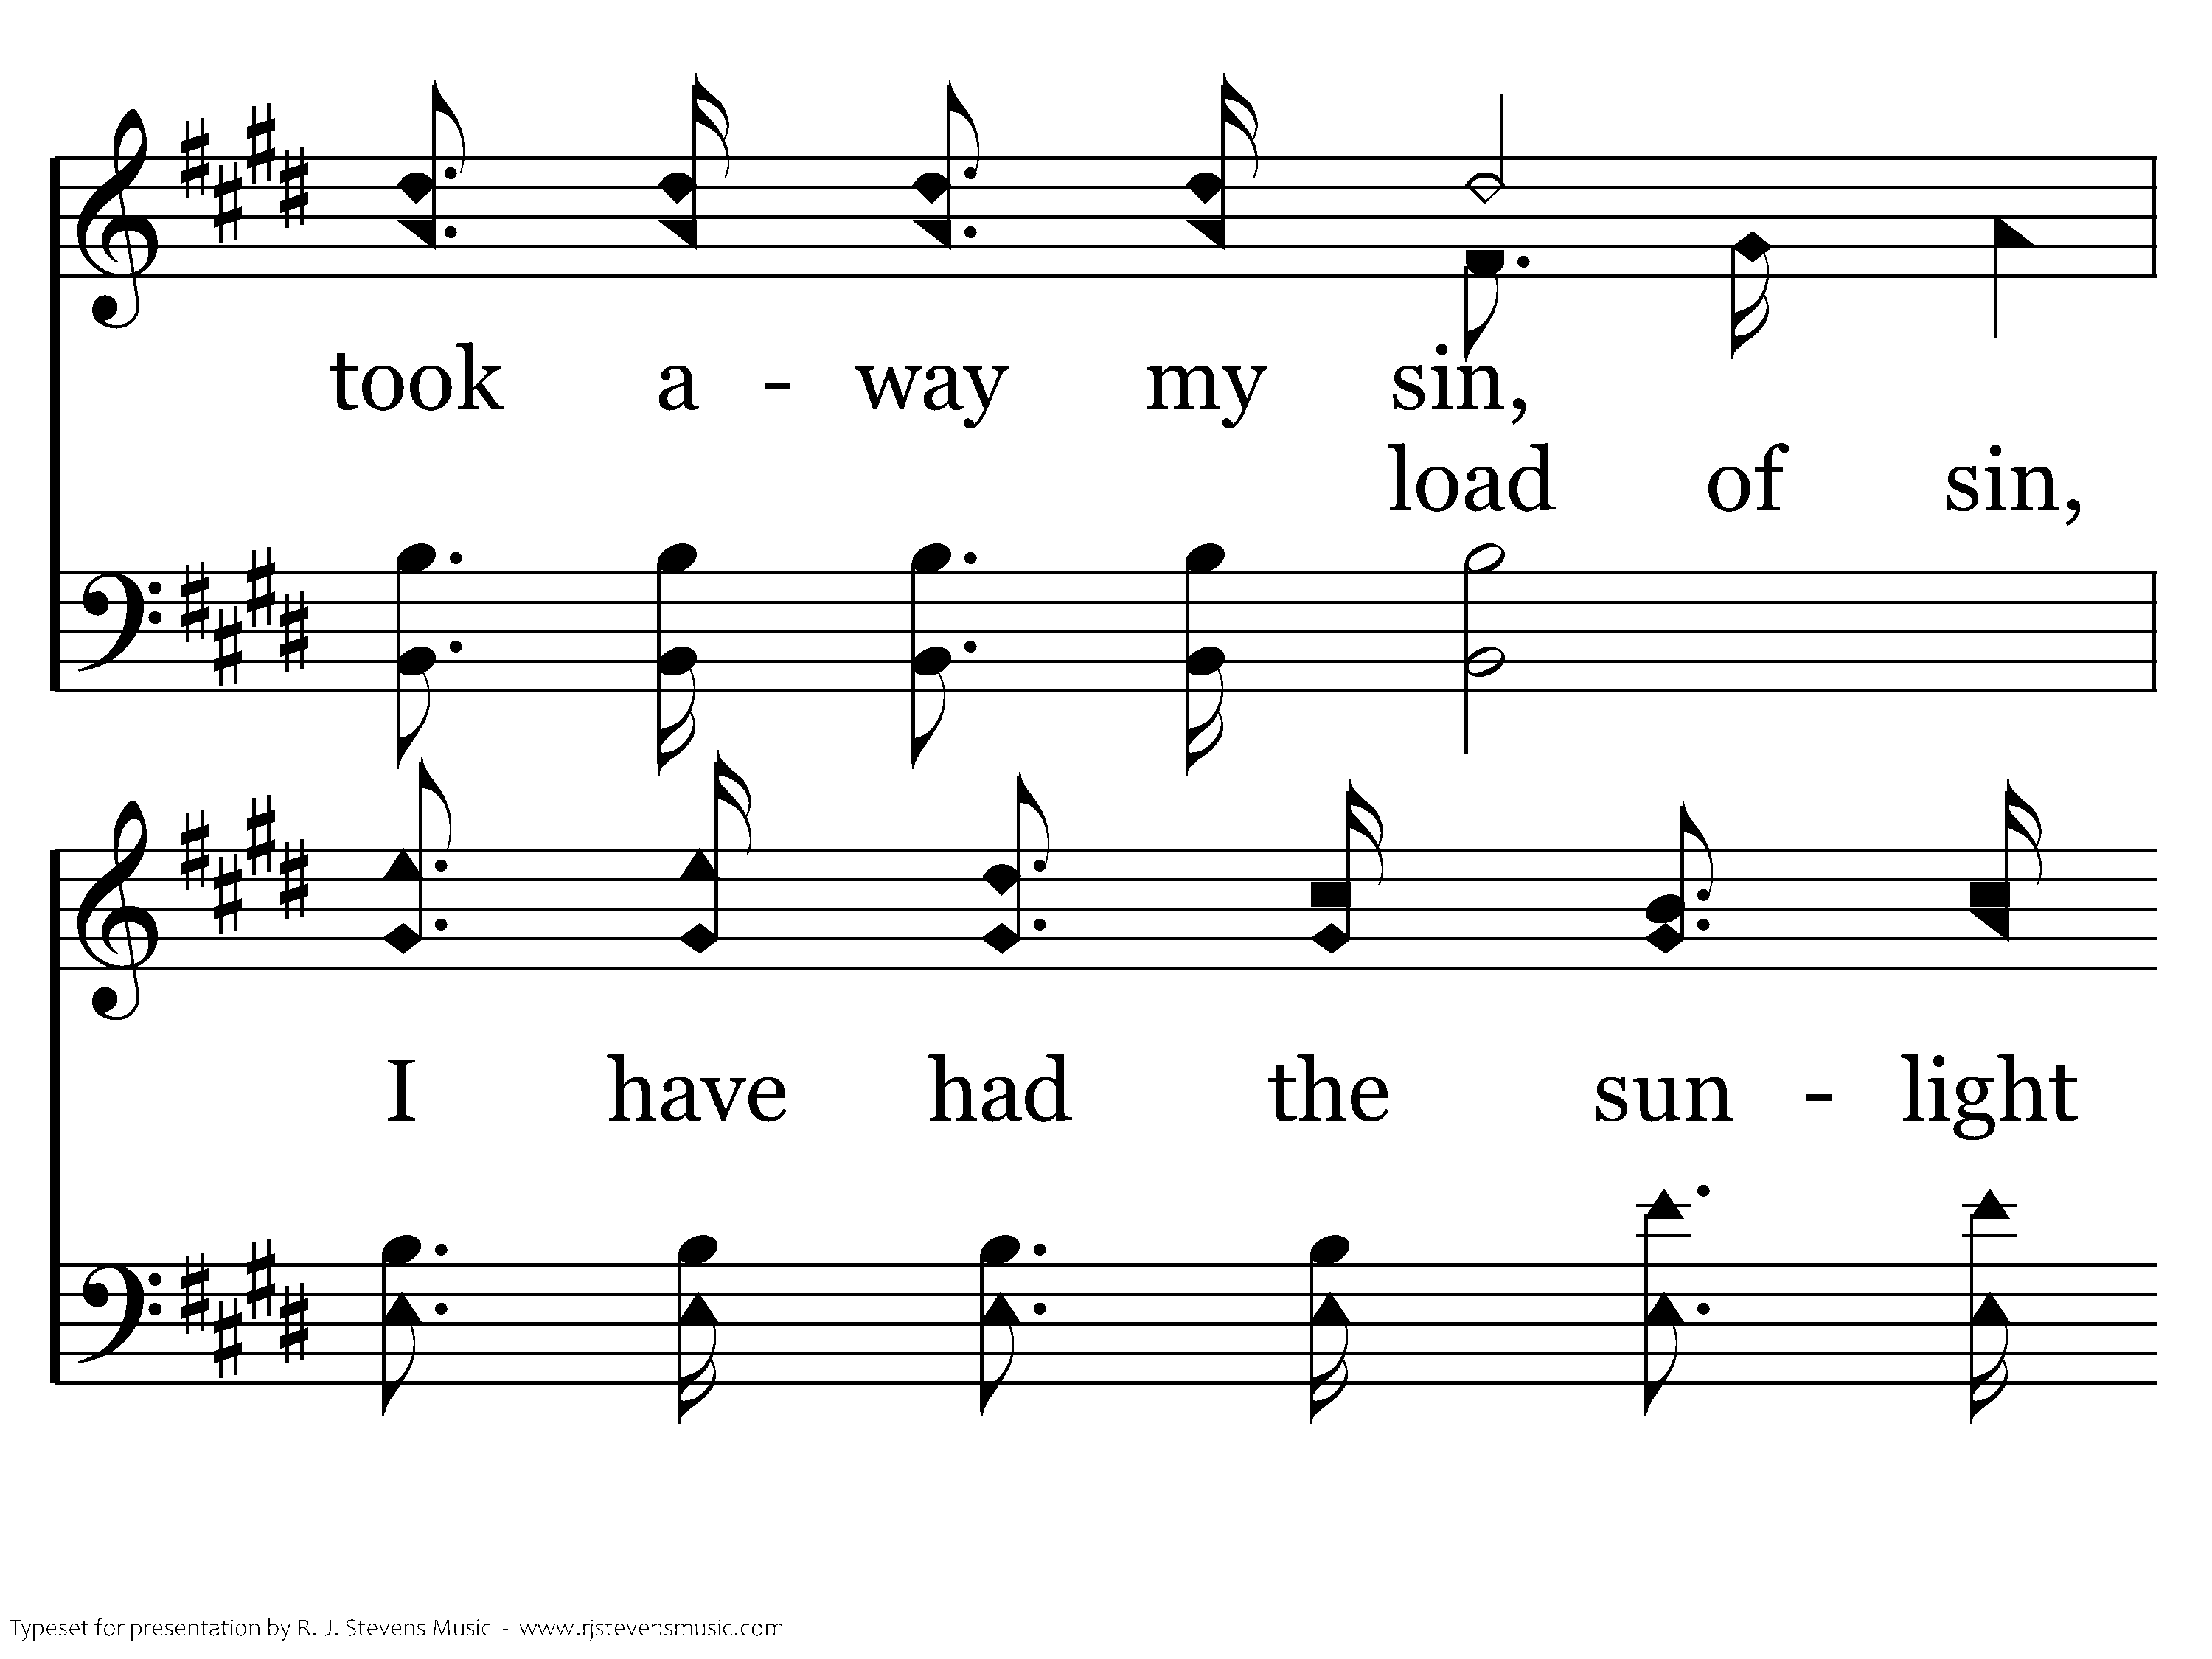 took a - way my sin,
load of sin,
I have had the sun - light
Typeset for presentation by R. J. Stevens Music - www.rjstevensmusic.com